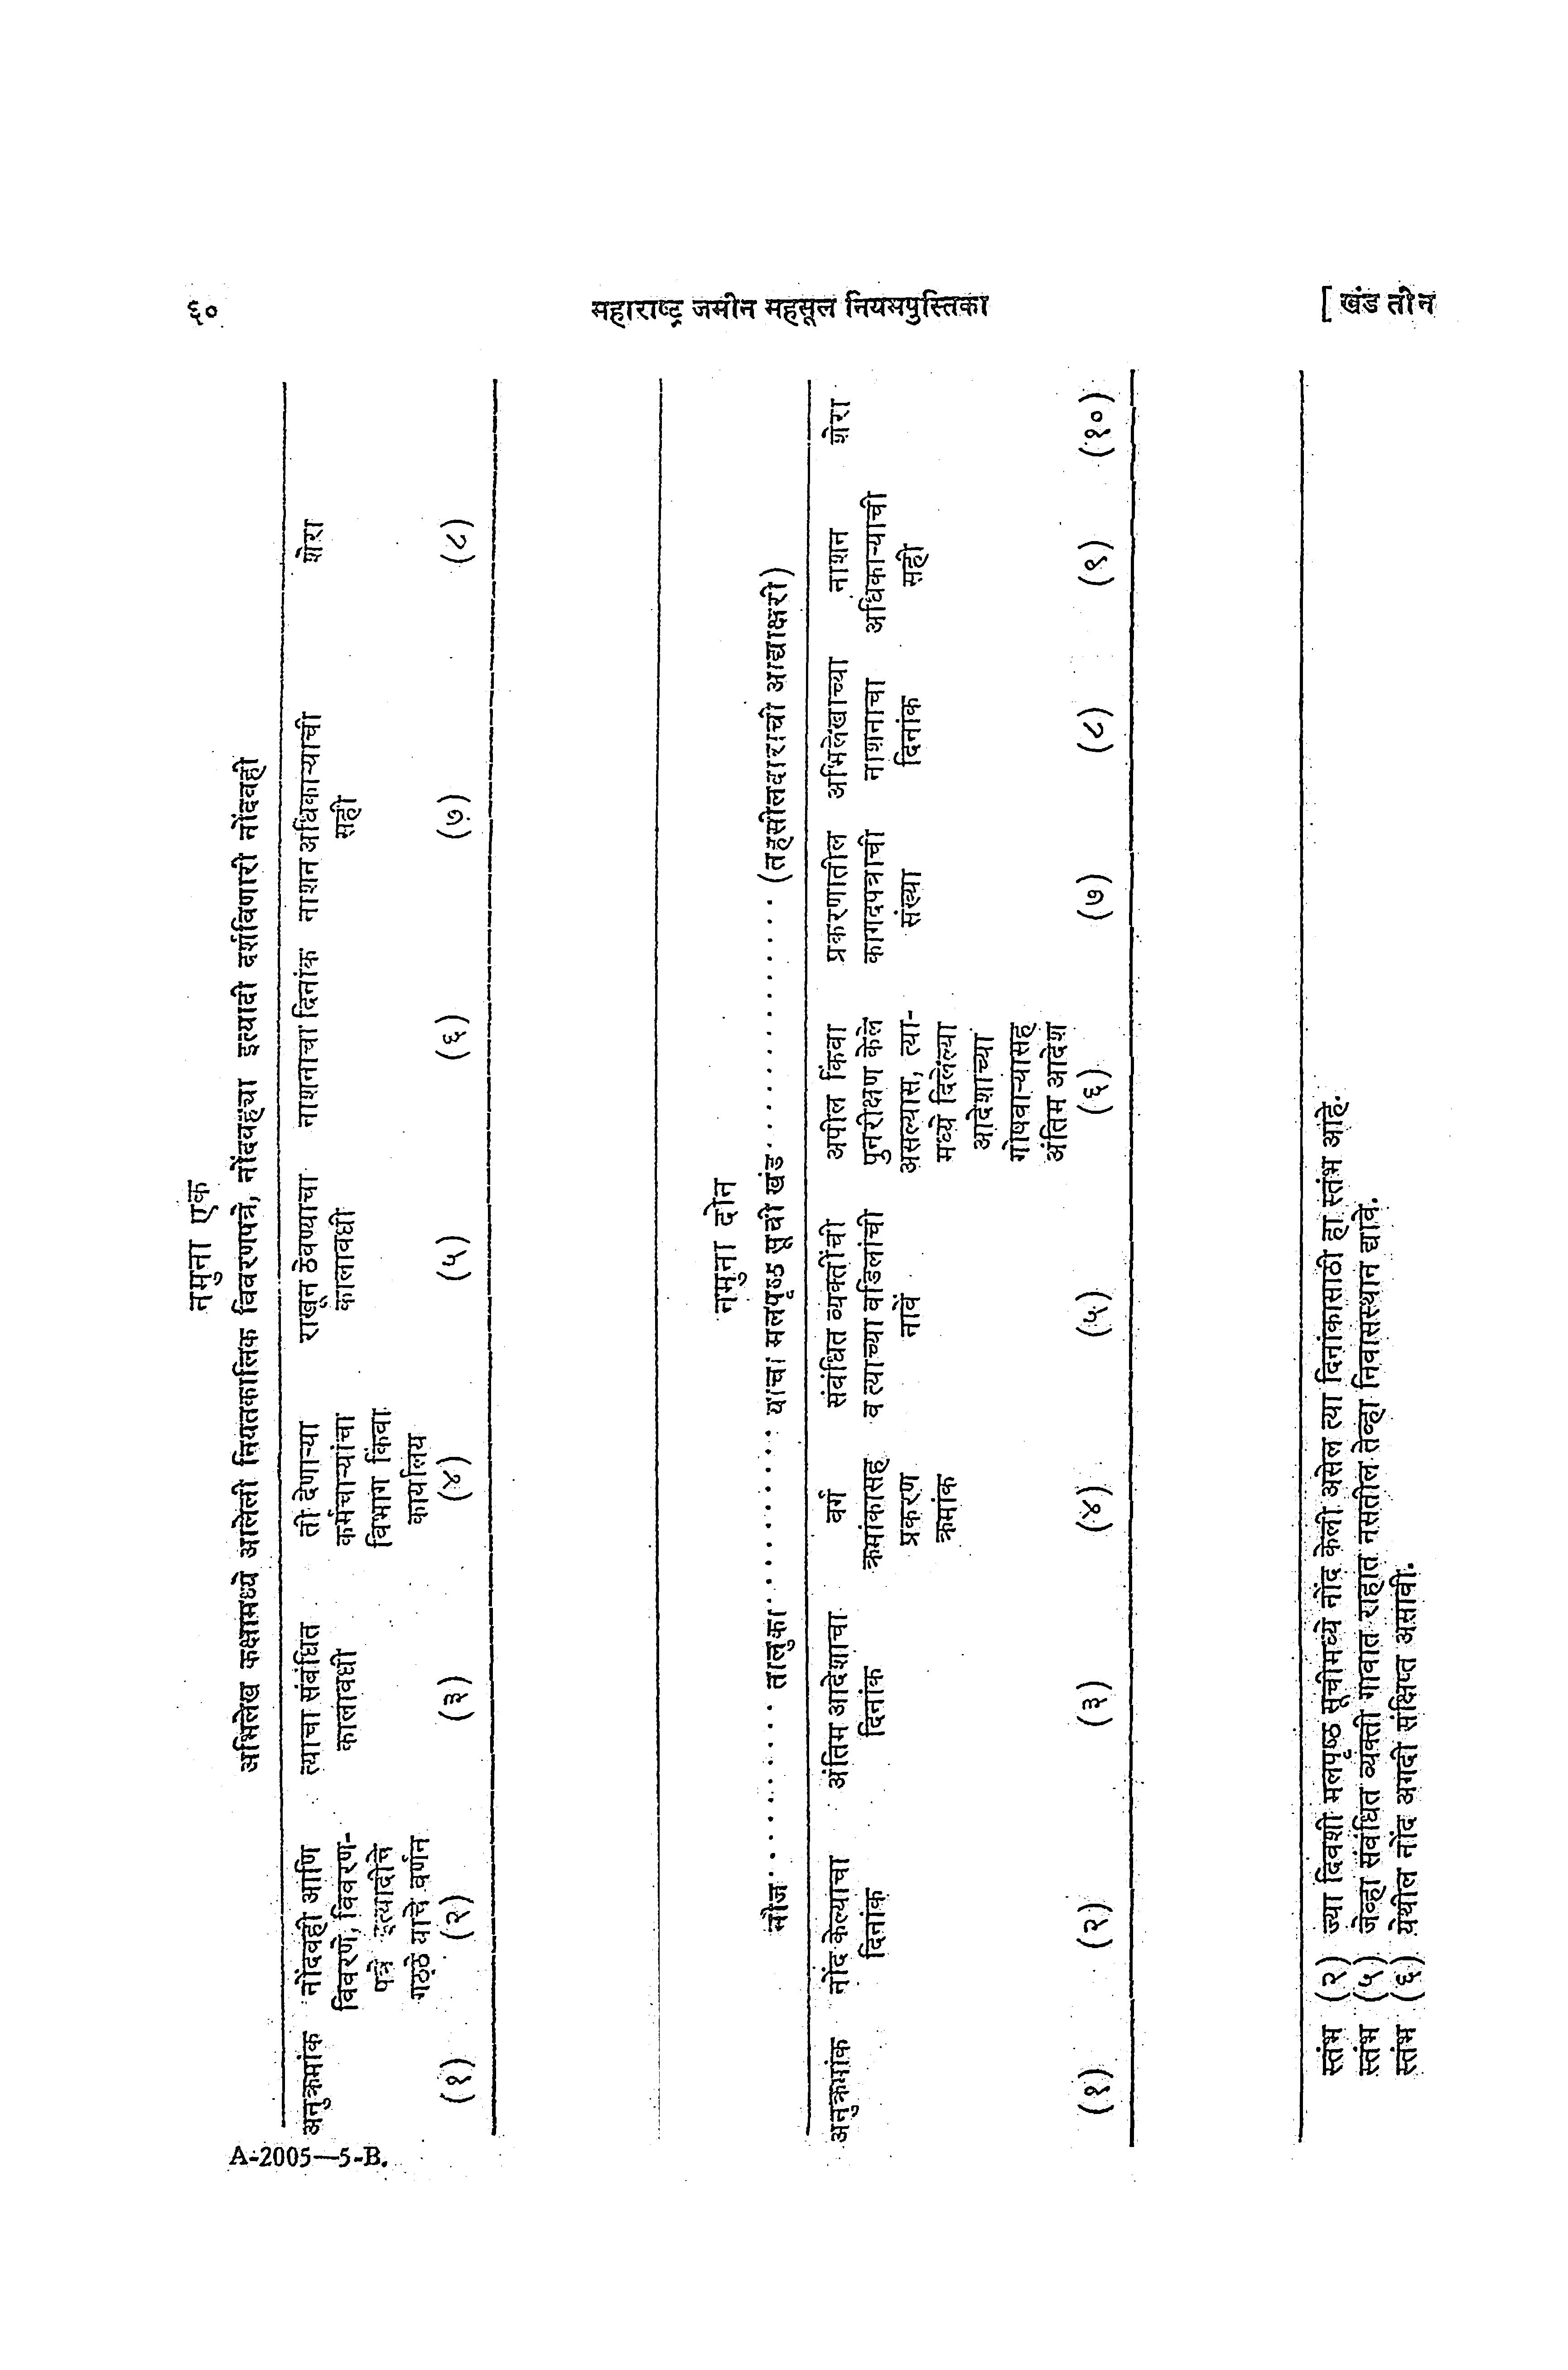 ६०
महाराष्ट्र जमीन महसूल नियमपुस्तिका
[ खंड तीन
नमुना एक
अभिलेख कक्षामध्ये आलेली नियतकालिक विवरणपत्रे, नोंदवह्या इत्यादी दर्शविणारी नोंदवही
अनुक्रमांक
(१)
नोंदवही आणि
विवरणे, विवरण-
पत्रे इत्यादीचे
गठ्ठे याचे वर्णन
(२)
त्याचा संबंधित
कालावधी
(३)
ती देणाऱ्या
कर्मचाऱ्यांचा
विभाग किंवा
कार्यालय
(४)
राखून ठेवण्याचा
कालावधी
(५)
नाशनाचा दिनांक
(६)
नाशन अधिकाऱ्याची
सही
(७)
शेरा
(८)
नमुना दोन
मौजे.......... तालुका............. यांचा मलपृष्ठ सूची खंड................ (तहसीलदाराची आद्याक्षरी)
अनुक्रमांक
(१)
नोंद केल्याचा
दिनांक
(२)
अंतिम आदेशाचा
दिनांक
(३)
वर्ग
क्रमांकासह
प्रकरण
क्रमांक
(४)
संबंधित व्यक्तींची
व त्याच्या वडिलांची
नावे
(५)
अपील किंवा
पुनरीक्षण केले
असल्यास, त्या-
मध्ये दिलेल्या
आदेशाच्या
गोषवाऱ्यासह
अंतिम आदेश
(६)
प्रकरणातील
कागदपत्राची
संख्या
(७)
अभिलेखाच्या
नाशनाचा
दिनांक
(८)
नाशन
अधिकाऱ्याची
सही
(९)
शेरा
(१०)
स्तंभ (२) ज्या दिवशी मलपृष्ठ सूचीमध्ये नोंद केली असेल त्या दिनांकासाठी हा स्तंभ आहे.
स्तंभ (५) जेव्हा संबंधित व्यक्ती गावात राहात नसतील तेव्हा निवासस्थान द्यावे.
स्तंभ (६) येथील नोंद अगदी संक्षिप्त असावी.
A-2005—5-B.